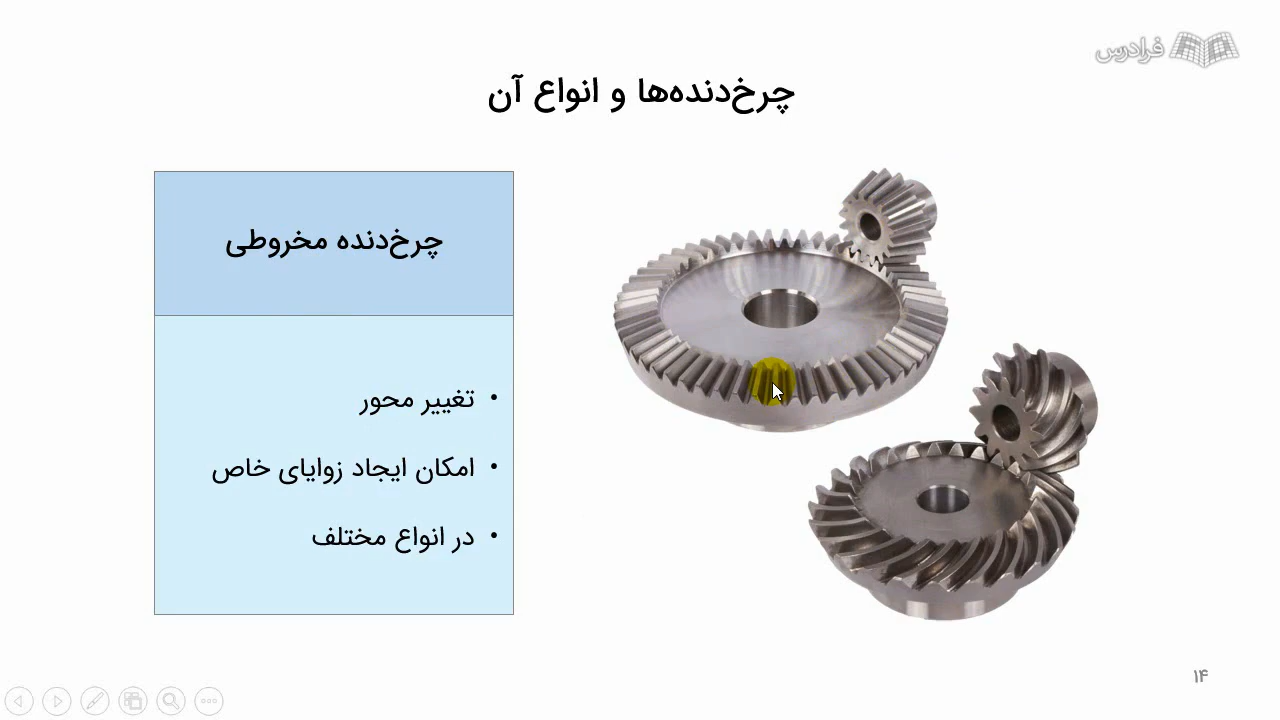 فرادرس
چرخ‌دنده‌ها و انواع آن
چرخ‌دنده مخروطی
• تغییر محور
• امکان ایجاد زوایای خاص
• در انواع مختلف
۱۴